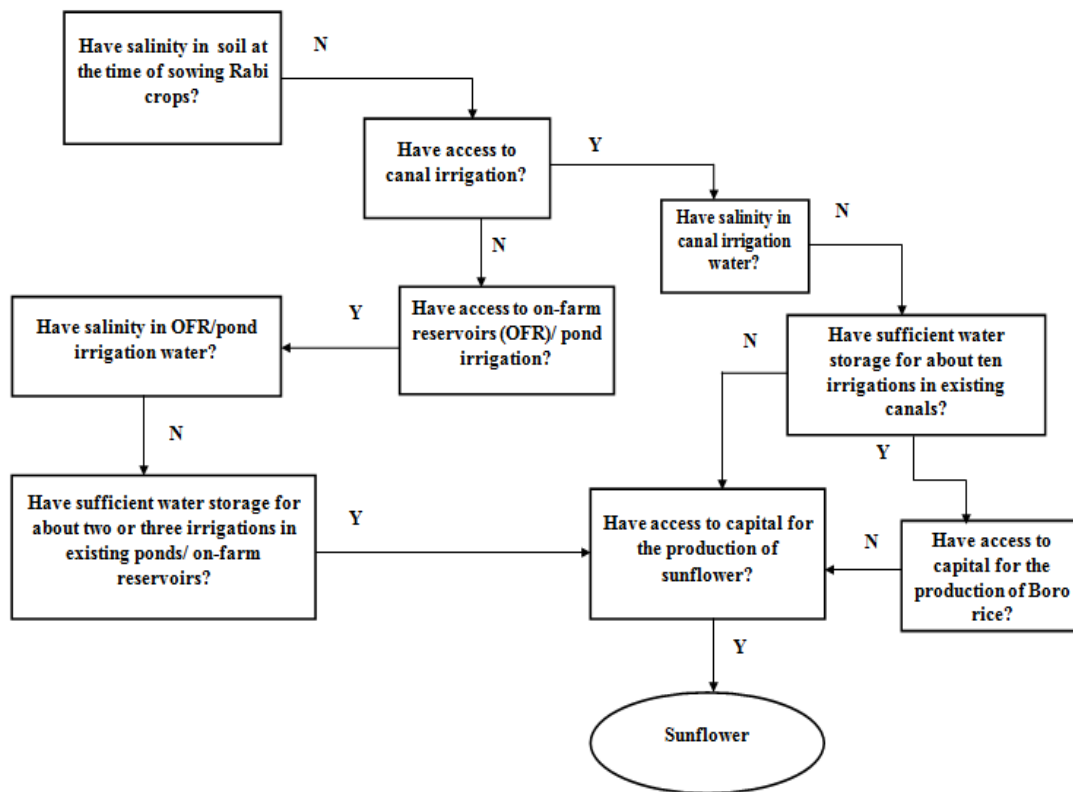 Have salinity in soil at
the time of sowing Rabi
crops?
N
Have access to
canal irrigation?
Y
Have salinity in
canal irrigation
water?
N
N
Have access to on-farm
reservoirs (OFR)/ pond
irrigation?
Y
Have salinity in OFR/pond
irrigation water?
Have sufficient water
storage for about ten
irrigations in existing
canals?
N
Y
N
Have sufficient water storage for
about two or three irrigations in
existing ponds/ on-farm
reservoirs?
Y
Have access to capital for
the production of
sunflower?
N
Have access to
capital for the
production of Boro
rice?
Y
Sunflower